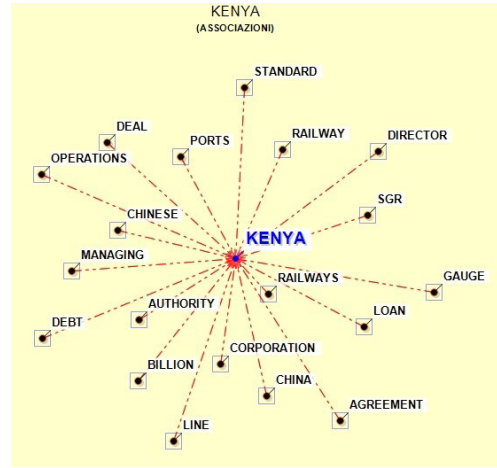 KENYA
(ASSOCIAZIONI)
STANDARD
DEAL
PORTS
RAILWAY
DIRECTOR
OPERATIONS
SGR
CHINESE
KENYA
MANAGING
RAILWAYS
GAUGE
AUTHORITY
LOAN
DEBT
CORPORATION
BILLION
CHINA
AGREEMENT
LINE